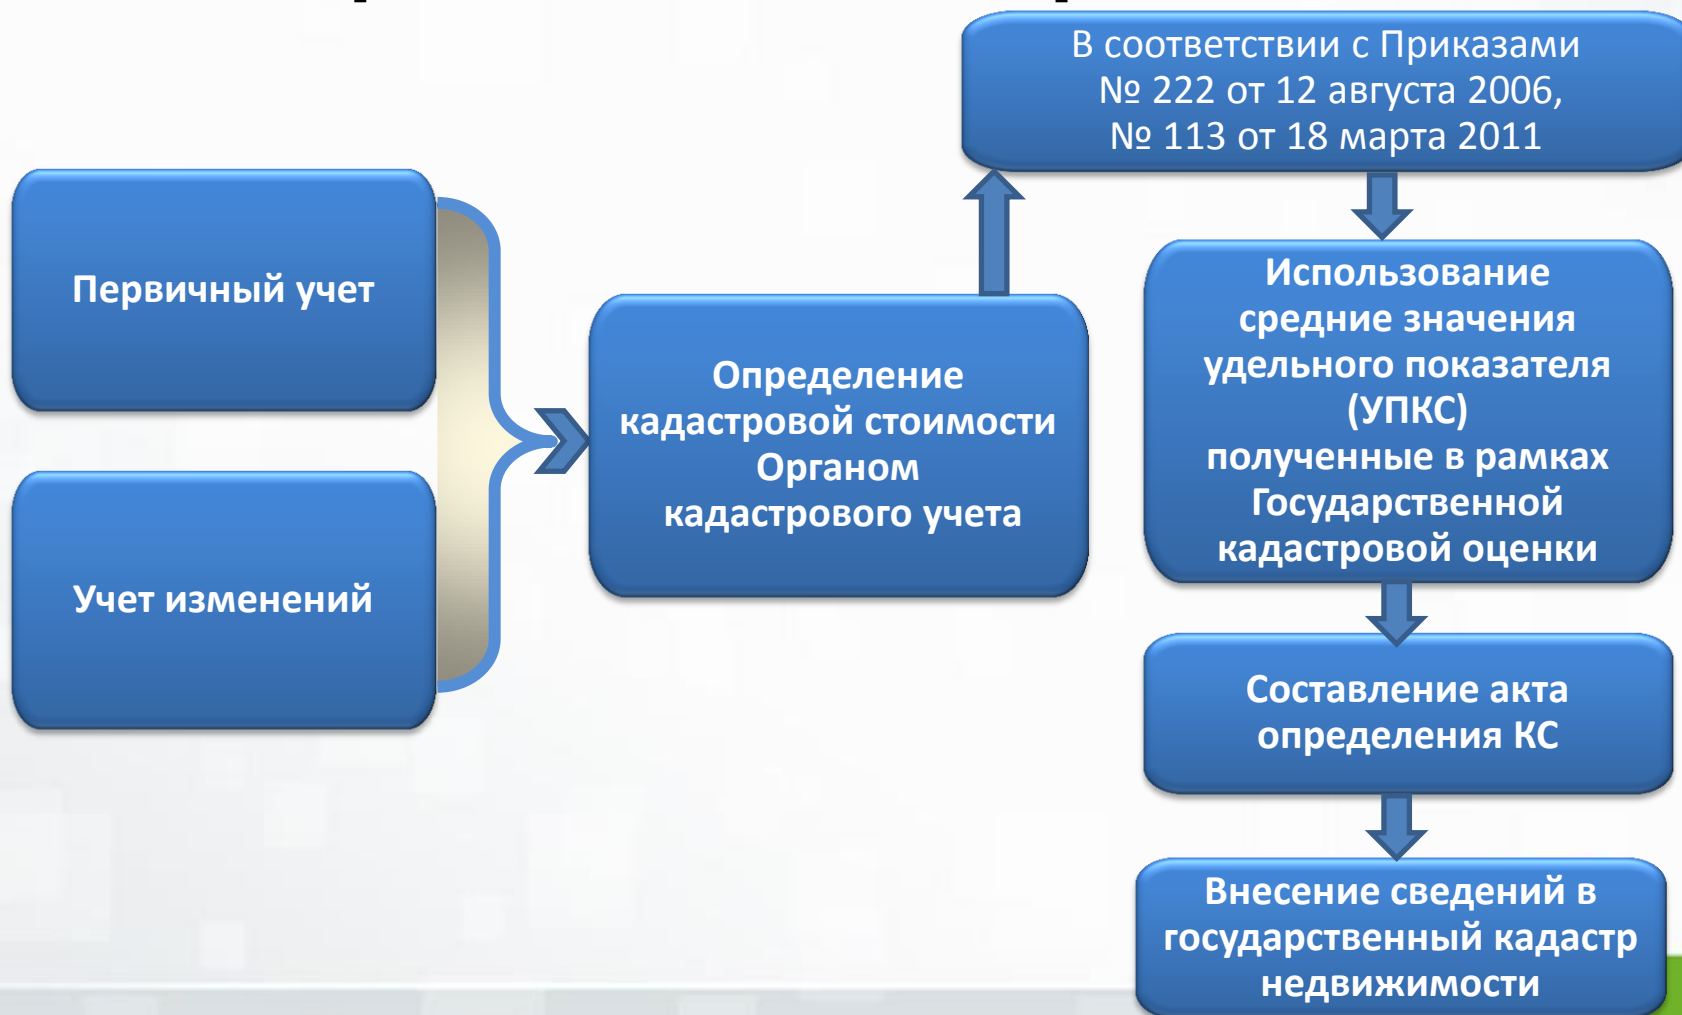 Первичный учет
Учет изменений
Определение
кадастровой стоимости
Органом
кадастрового учета
В соответствии с Приказами
№ 222 от 12 августа 2006,
№ 113 от 18 марта 2011
Использование
средние значения
удельного показателя
(УПКС)
полученные в рамках
Государственной
кадастровой оценки
Составление акта
определения КС
Внесение сведений в
государственный кадастр
недвижимости